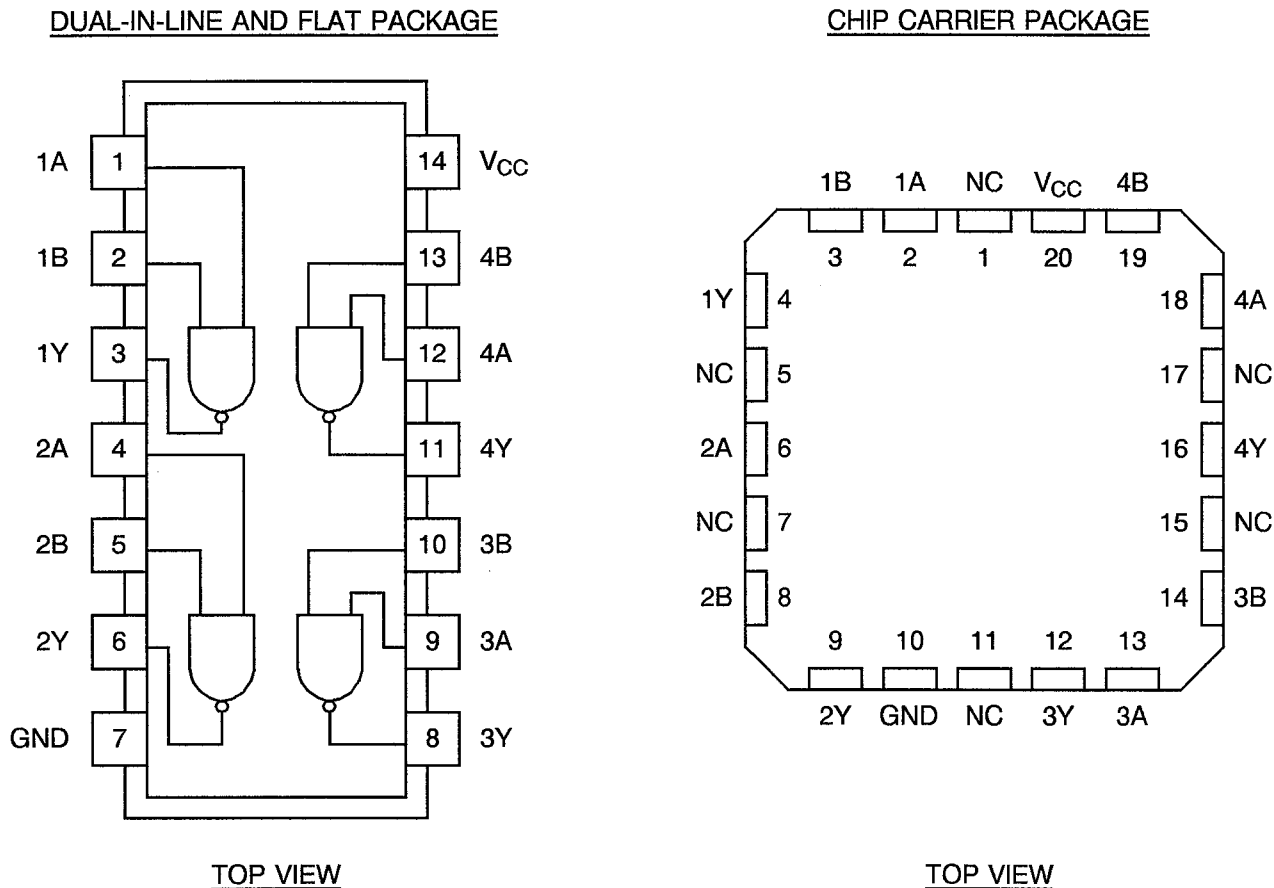 DUAL-IN-LINE AND FLAT PACKAGE
1A 1 14 VCC
1B 2 13 4B
1Y 3 12 4A
2A 4 11 4Y
2B 5 10 3B
2Y 6 9 3A
GND 7 8 3Y
TOP VIEW
CHIP CARRIER PACKAGE
1B 1A NC VCC 4B
3 2 1 20 19
1Y 4 18 4A
NC 5 17 NC
2A 6 16 4Y
NC 7 15 NC
2B 8 14 3B
9 10 11 12 13
2Y GND NC 3Y 3A
TOP VIEW